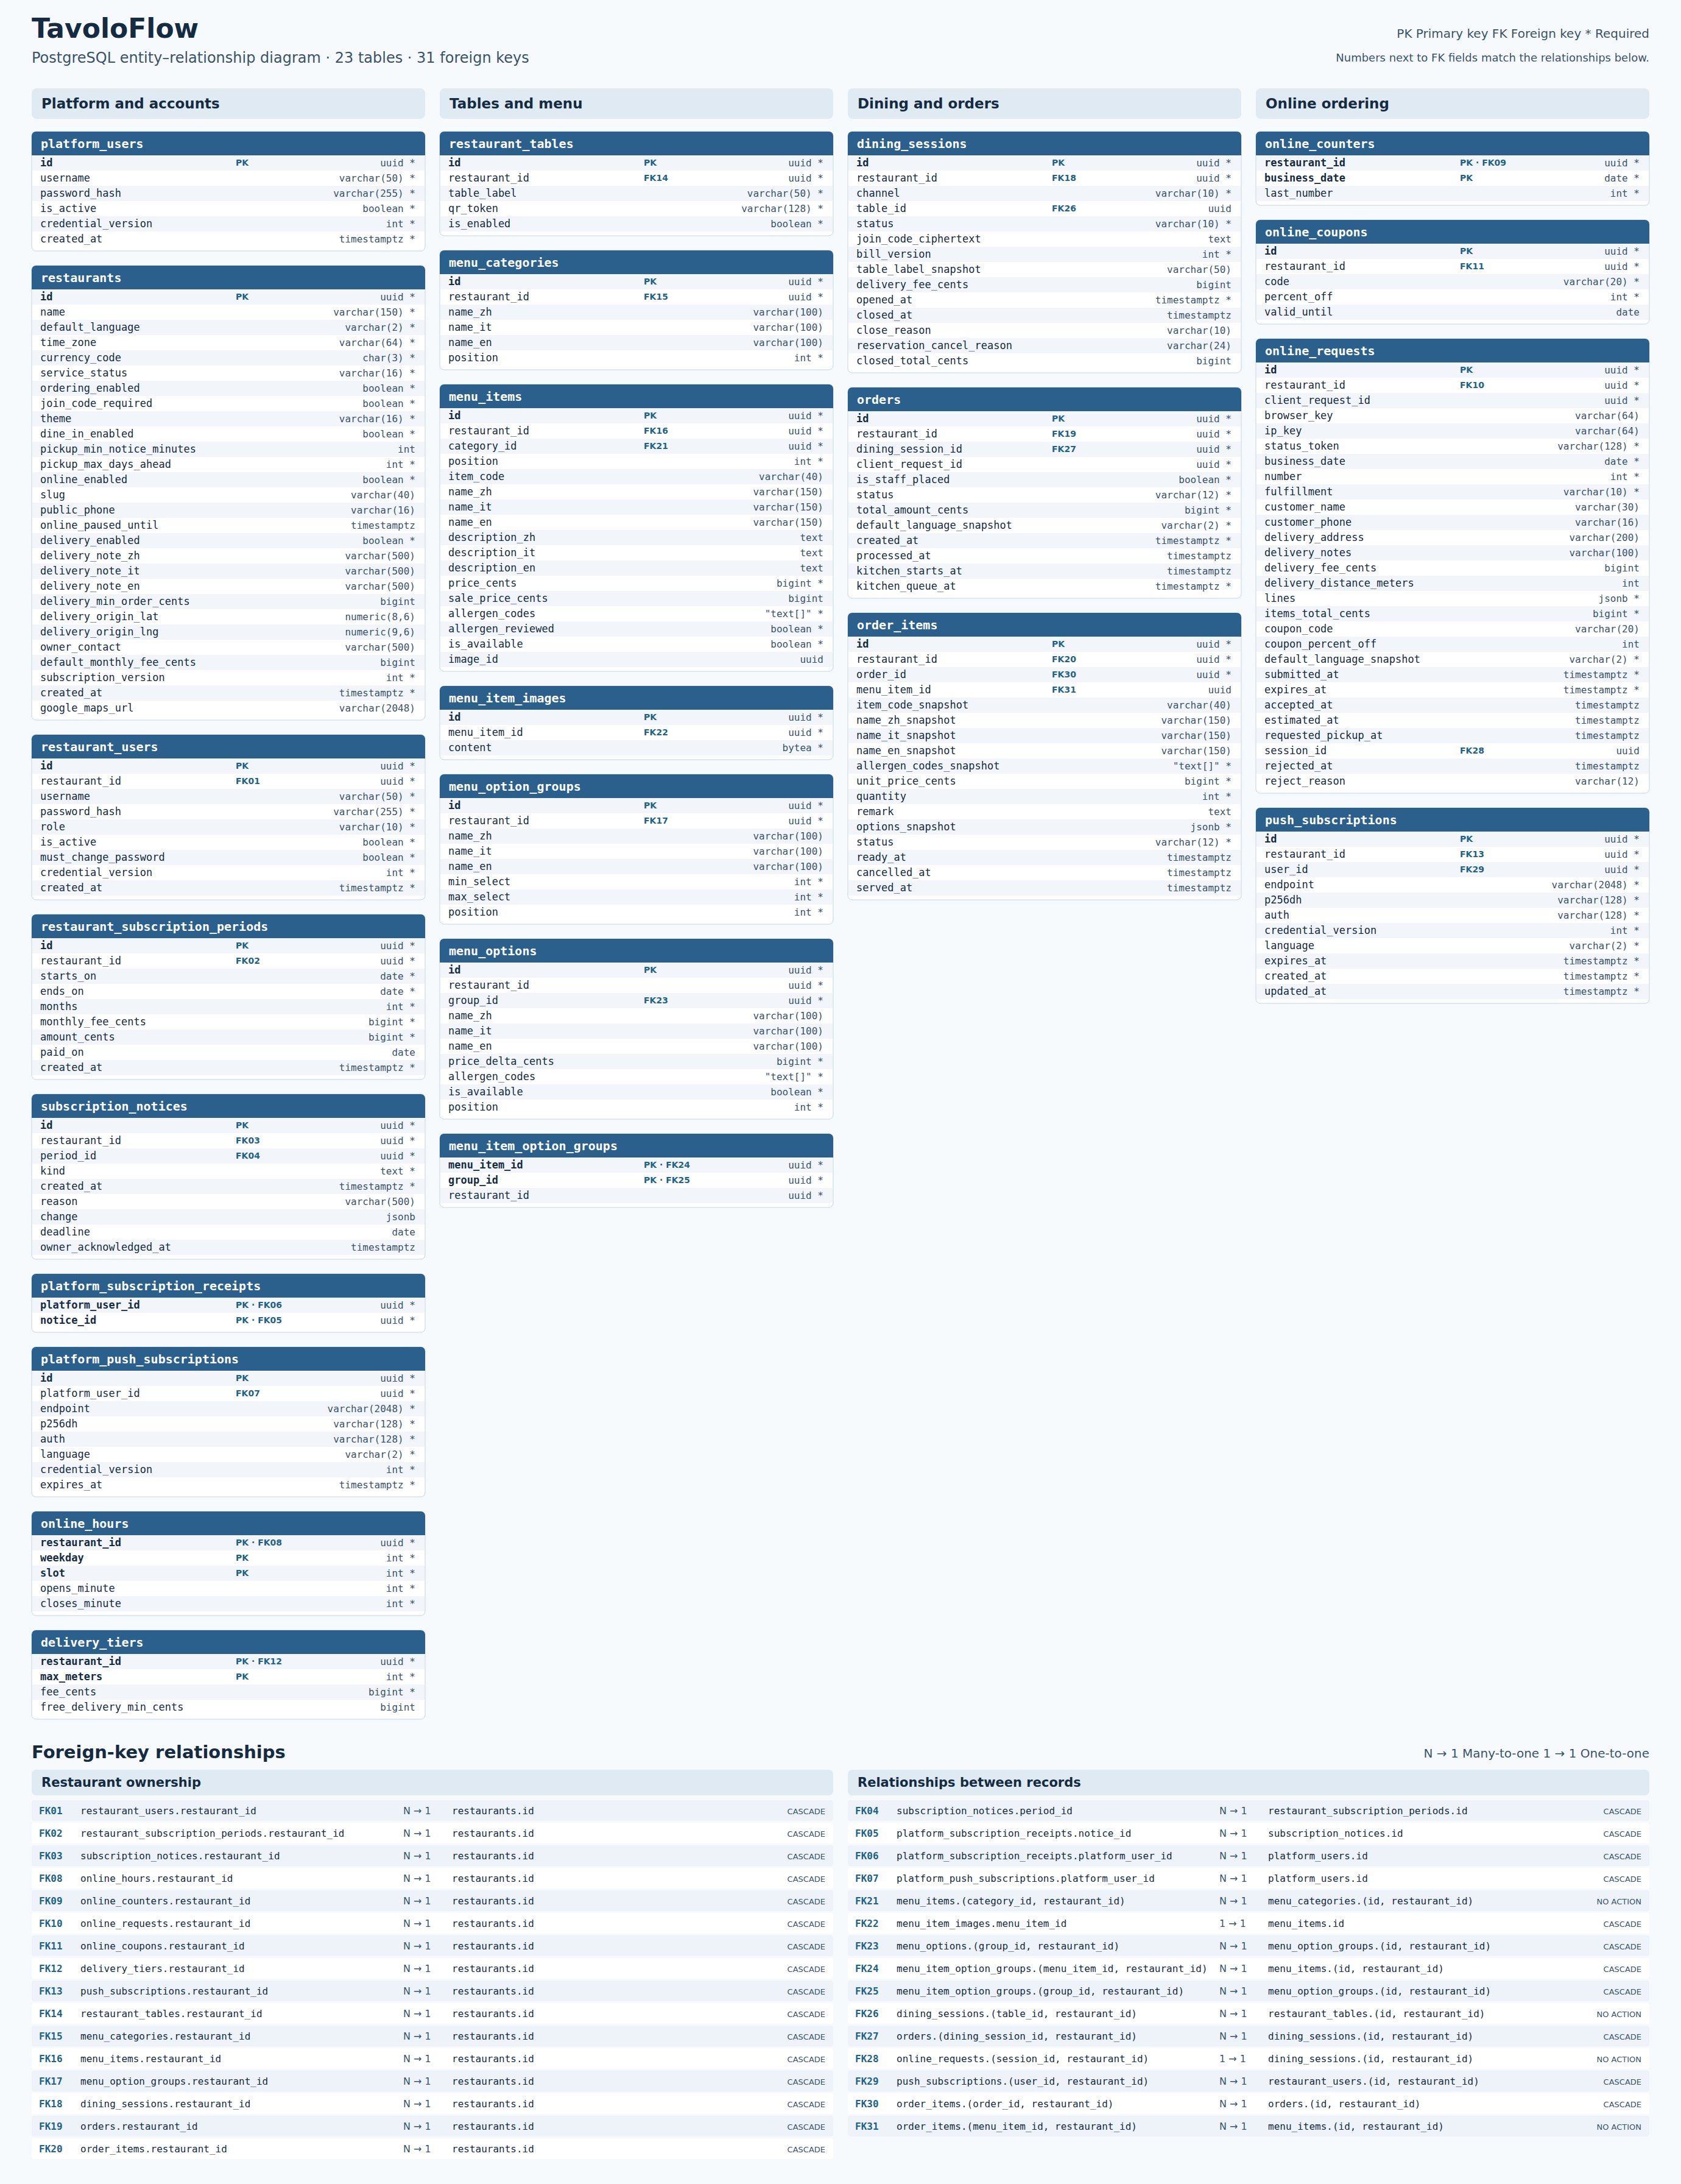 TavoloFlow
PostgreSQL entity–relationship diagram · 23 tables · 31 foreign keys
PK Primary key FK Foreign key * Required
Numbers next to FK fields match the relationships below.
Platform and accounts
platform_users
id PK uuid *
username varchar(50) *
password_hash varchar(255) *
is_active boolean *
credential_version int *
created_at timestamptz *
restaurants
id PK uuid *
name varchar(150) *
default_language varchar(2) *
time_zone varchar(64) *
currency_code char(3) *
service_status varchar(16) *
ordering_enabled boolean *
join_code_required boolean *
theme varchar(16) *
dine_in_enabled boolean *
pickup_min_notice_minutes int
pickup_max_days_ahead int *
online_enabled boolean *
slug varchar(40)
public_phone varchar(16)
online_paused_until timestamptz
delivery_enabled boolean *
delivery_note_zh varchar(500)
delivery_note_it varchar(500)
delivery_note_en varchar(500)
delivery_min_order_cents bigint
delivery_origin_lat numeric(8,6)
delivery_origin_lng numeric(9,6)
owner_contact varchar(500)
default_monthly_fee_cents bigint
subscription_version int *
created_at timestamptz *
google_maps_url varchar(2048)
restaurant_users
id PK uuid *
restaurant_id FK01 uuid *
username varchar(50) *
password_hash varchar(255) *
role varchar(10) *
is_active boolean *
must_change_password boolean *
credential_version int *
created_at timestamptz *
restaurant_subscription_periods
id PK uuid *
restaurant_id FK02 uuid *
starts_on date *
ends_on date *
months int *
monthly_fee_cents bigint *
amount_cents bigint *
paid_on date
created_at timestamptz *
subscription_notices
id PK uuid *
restaurant_id FK03 uuid *
period_id FK04 uuid *
kind text *
created_at timestamptz *
reason varchar(500)
change jsonb
deadline date
owner_acknowledged_at timestamptz
platform_subscription_receipts
platform_user_id PK · FK06 uuid *
notice_id PK · FK05 uuid *
platform_push_subscriptions
id PK uuid *
platform_user_id FK07 uuid *
endpoint varchar(2048) *
p256dh varchar(128) *
auth varchar(128) *
language varchar(2) *
credential_version int *
expires_at timestamptz *
online_hours
restaurant_id PK · FK08 uuid *
weekday PK int *
slot PK int *
opens_minute int *
closes_minute int *
delivery_tiers
restaurant_id PK · FK12 uuid *
max_meters PK int *
fee_cents bigint *
free_delivery_min_cents bigint
Tables and menu
restaurant_tables
id PK uuid *
restaurant_id FK14 uuid *
table_label varchar(50) *
qr_token varchar(128) *
is_enabled boolean *
menu_categories
id PK uuid *
restaurant_id FK15 uuid *
name_zh varchar(100)
name_it varchar(100)
name_en varchar(100)
position int *
menu_items
id PK uuid *
restaurant_id FK16 uuid *
category_id FK21 uuid *
position int *
item_code varchar(40)
name_zh varchar(150)
name_it varchar(150)
name_en varchar(150)
description_zh text
description_it text
description_en text
price_cents bigint *
sale_price_cents bigint
allergen_codes "text[]" *
allergen_reviewed boolean *
is_available boolean *
image_id uuid
menu_item_images
id PK uuid *
menu_item_id FK22 uuid *
content bytea *
menu_option_groups
id PK uuid *
restaurant_id FK17 uuid *
name_zh varchar(100)
name_it varchar(100)
name_en varchar(100)
min_select int *
max_select int *
position int *
menu_options
id PK uuid *
restaurant_id uuid *
group_id FK23 uuid *
name_zh varchar(100)
name_it varchar(100)
name_en varchar(100)
price_delta_cents bigint *
allergen_codes "text[]" *
is_available boolean *
position int *
menu_item_option_groups
menu_item_id PK · FK24 uuid *
group_id PK · FK25 uuid *
restaurant_id uuid *
Dining and orders
dining_sessions
id PK uuid *
restaurant_id FK18 uuid *
channel varchar(10) *
table_id FK26 uuid
status varchar(10) *
join_code_ciphertext text
bill_version int *
table_label_snapshot varchar(50)
delivery_fee_cents bigint
opened_at timestamptz *
closed_at timestamptz
close_reason varchar(10)
reservation_cancel_reason varchar(24)
closed_total_cents bigint
orders
id PK uuid *
restaurant_id FK19 uuid *
dining_session_id FK27 uuid *
client_request_id uuid *
is_staff_placed boolean *
status varchar(12) *
total_amount_cents bigint *
default_language_snapshot varchar(2) *
created_at timestamptz *
processed_at timestamptz
kitchen_starts_at timestamptz
kitchen_queue_at timestamptz *
order_items
id PK uuid *
restaurant_id FK20 uuid *
order_id FK30 uuid *
menu_item_id FK31 uuid
item_code_snapshot varchar(40)
name_zh_snapshot varchar(150)
name_it_snapshot varchar(150)
name_en_snapshot varchar(150)
allergen_codes_snapshot "text[]" *
unit_price_cents bigint *
quantity int *
remark text
options_snapshot jsonb *
status varchar(12) *
ready_at timestamptz
cancelled_at timestamptz
served_at timestamptz
Online ordering
online_counters
restaurant_id PK · FK09 uuid *
business_date PK date *
last_number int *
online_coupons
id PK uuid *
restaurant_id FK11 uuid *
code varchar(20) *
percent_off int *
valid_until date
online_requests
id PK uuid *
restaurant_id FK10 uuid *
client_request_id uuid *
browser_key varchar(64)
ip_key varchar(64)
status_token varchar(128) *
business_date date *
number int *
fulfillment varchar(10) *
customer_name varchar(30)
customer_phone varchar(16)
delivery_address varchar(200)
delivery_notes varchar(100)
delivery_fee_cents bigint
delivery_distance_meters int
lines jsonb *
items_total_cents bigint *
coupon_code varchar(20)
coupon_percent_off int
default_language_snapshot varchar(2) *
submitted_at timestamptz *
expires_at timestamptz *
accepted_at timestamptz
estimated_at timestamptz
requested_pickup_at timestamptz
session_id FK28 uuid
rejected_at timestamptz
reject_reason varchar(12)
push_subscriptions
id PK uuid *
restaurant_id FK13 uuid *
user_id FK29 uuid *
endpoint varchar(2048) *
p256dh varchar(128) *
auth varchar(128) *
credential_version int *
language varchar(2) *
expires_at timestamptz *
created_at timestamptz *
updated_at timestamptz *
Foreign-key relationships
N → 1 Many-to-one 1 → 1 One-to-one
Restaurant ownership
FK01 restaurant_users.restaurant_id N → 1 restaurants.id CASCADE
FK02 restaurant_subscription_periods.restaurant_id N → 1 restaurants.id CASCADE
FK03 subscription_notices.restaurant_id N → 1 restaurants.id CASCADE
FK08 online_hours.restaurant_id N → 1 restaurants.id CASCADE
FK09 online_counters.restaurant_id N → 1 restaurants.id CASCADE
FK10 online_requests.restaurant_id N → 1 restaurants.id CASCADE
FK11 online_coupons.restaurant_id N → 1 restaurants.id CASCADE
FK12 delivery_tiers.restaurant_id N → 1 restaurants.id CASCADE
FK13 push_subscriptions.restaurant_id N → 1 restaurants.id CASCADE
FK14 restaurant_tables.restaurant_id N → 1 restaurants.id CASCADE
FK15 menu_categories.restaurant_id N → 1 restaurants.id CASCADE
FK16 menu_items.restaurant_id N → 1 restaurants.id CASCADE
FK17 menu_option_groups.restaurant_id N → 1 restaurants.id CASCADE
FK18 dining_sessions.restaurant_id N → 1 restaurants.id CASCADE
FK19 orders.restaurant_id N → 1 restaurants.id CASCADE
FK20 order_items.restaurant_id N → 1 restaurants.id CASCADE
Relationships between records
FK04 subscription_notices.period_id N → 1 restaurant_subscription_periods.id CASCADE
FK05 platform_subscription_receipts.notice_id N → 1 subscription_notices.id CASCADE
FK06 platform_subscription_receipts.platform_user_id N → 1 platform_users.id CASCADE
FK07 platform_push_subscriptions.platform_user_id N → 1 platform_users.id CASCADE
FK21 menu_items.(category_id, restaurant_id) N → 1 menu_categories.(id, restaurant_id) NO ACTION
FK22 menu_item_images.menu_item_id 1 → 1 menu_items.id CASCADE
FK23 menu_options.(group_id, restaurant_id) N → 1 menu_option_groups.(id, restaurant_id) CASCADE
FK24 menu_item_option_groups.(menu_item_id, restaurant_id) N → 1 menu_items.(id, restaurant_id) CASCADE
FK25 menu_item_option_groups.(group_id, restaurant_id) N → 1 menu_option_groups.(id, restaurant_id) CASCADE
FK26 dining_sessions.(table_id, restaurant_id) N → 1 restaurant_tables.(id, restaurant_id) NO ACTION
FK27 orders.(dining_session_id, restaurant_id) N → 1 dining_sessions.(id, restaurant_id) CASCADE
FK28 online_requests.(session_id, restaurant_id) 1 → 1 dining_sessions.(id, restaurant_id) NO ACTION
FK29 push_subscriptions.(user_id, restaurant_id) N → 1 restaurant_users.(id, restaurant_id) CASCADE
FK30 order_items.(order_id, restaurant_id) N → 1 orders.(id, restaurant_id) CASCADE
FK31 order_items.(menu_item_id, restaurant_id) N → 1 menu_items.(id, restaurant_id) NO ACTION